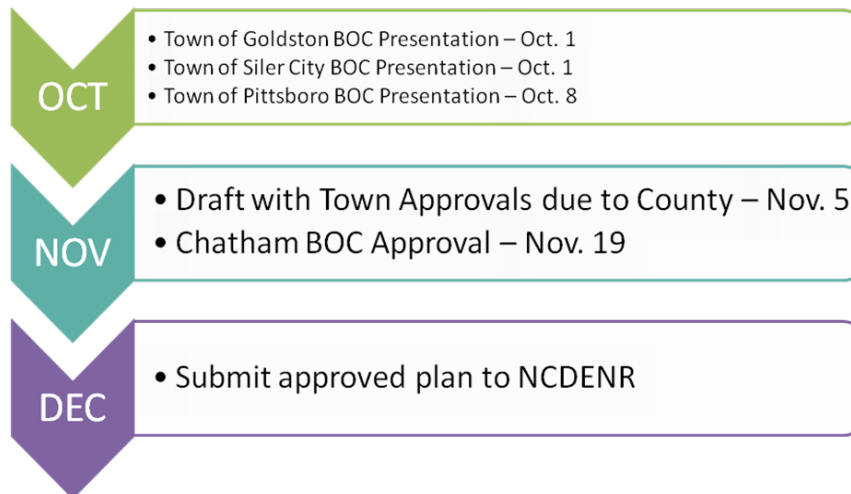 OCT
• Town of Goldston BOC Presentation – Oct. 1
• Town of Siler City BOC Presentation – Oct. 1
• Town of Pittsboro BOC Presentation – Oct. 8
NOV
• Draft with Town Approvals due to County – Nov. 5
• Chatham BOC Approval – Nov. 19
DEC
• Submit approved plan to NCDENR